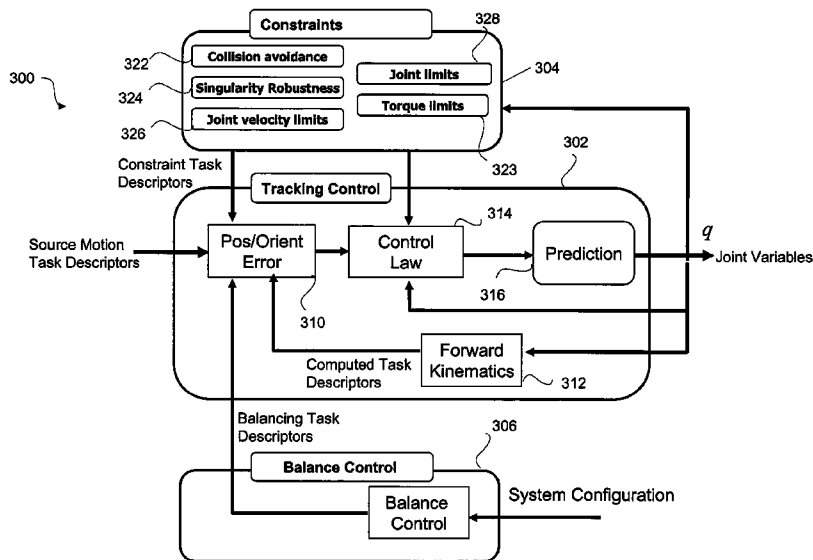 Constraints
328
322
Collision avoidance
Joint limits
304
300
324
Singularity Robustness
Torque limits
326
Joint velocity limits
323
Constraint Task
Descriptors
302
Tracking Control
314
Source Motion
Task Descriptors
Pos/Orient
Error
Control
Law
Prediction
q
Joint Variables
316
310
Computed Task
Descriptors
Forward
Kinematics
312
Balancing Task
Descriptors
306
Balance Control
Balance
Control
System Configuration